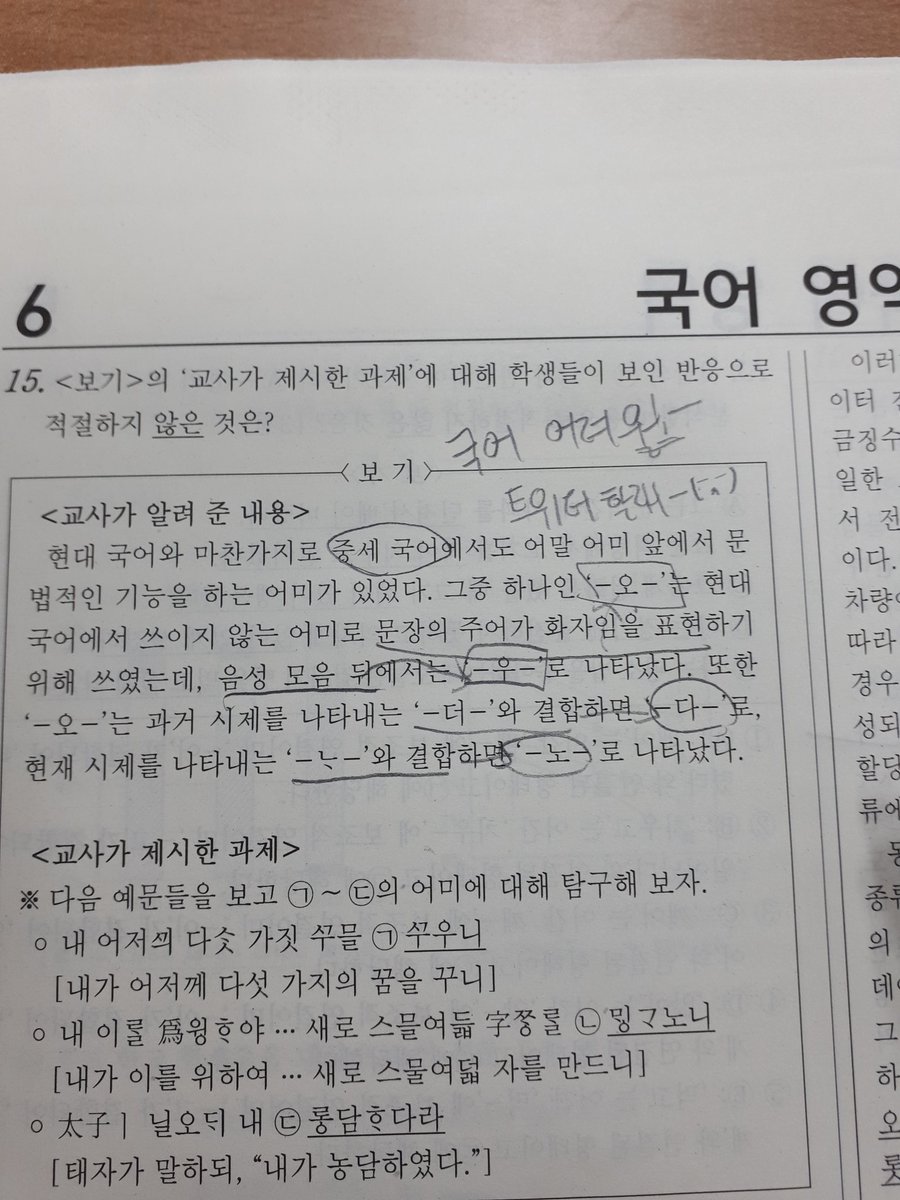 6
국어 영역
15. <보기>의 ‘교사가 제시한 과제’에 대해 학생들이 보인 반응으로
적절하지 않은 것은?
국어 어려웡ㅡ
<보 기>
트위터 할래ㅡ
<교사가 알려 준 내용>
현대 국어와 마찬가지로 중세 국어에서도 어말 어미 앞에서 문
법적인 기능을 하는 어미가 있었다. 그중 하나인 ‘-오-’는 현대
국어에서 쓰이지 않는 어미로 문장의 주어가 화자임을 표현하기
위해 쓰였는데, 음성 모음 뒤에서는 ‘-우-’로 나타났다. 또한
‘-오-’는 과거 시제를 나타내는 ‘-더-’와 결합하면 ‘-다-’로,
현재 시제를 나타내는 ‘-ᄂᆞ-’와 결합하면 ‘-노-’로 나타났다.
<교사가 제시한 과제>
※ 다음 예문들을 보고 ㉠~㉢의 어미에 대해 탐구해 보자.
○ 내 어저ᄭᅴ 다ᄉᆞᆺ 가짓 ᄭᅮ믈 ㉠ ᄭᅮ우니
[내가 어저께 다섯 가지의 꿈을 꾸니]
○ 내 이ᄅᆞᆯ 爲윙ᄒᆞ야 … 새로 스믈여듧 字ᄍᆞᆼᄅᆞᆯ ㉡ ᄆᆡᇰᄀᆞ노니
[내가 이를 위하여 … 새로 스물여덟 자를 만드니]
○ 太子ㅣ 닐오ᄃᆡ 내 ㉢ 롱담ᄒᆞ다라
[태자가 말하되, “내가 농담하였다.”]
이러
이터
금징수
일한
서 전
이다.
차량
따라
경우
성되
할당
류에
종류
의
데이
그
하
오